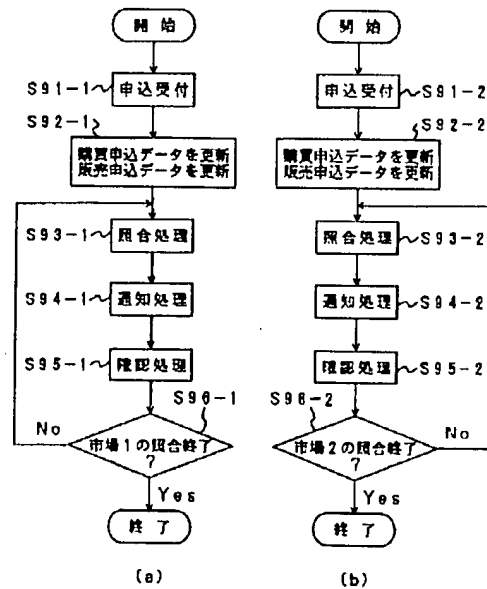 開始
S91-1
申込受付
S92-1
購買申込データを更新
販売申込データを更新
S93-1
照合処理
S94-1
通知処理
S95-1
確認処理
S96-1
No
市場1の照合終了
?
Yes
終了
(a)
開始
申込受付
S91-2
S92-2
購買申込データを更新
販売申込データを更新
照合処理
S93-2
通知処理
S94-2
確認処理
S95-2
S96-2
市場2の照合終了
?
No
Yes
終了
(b)